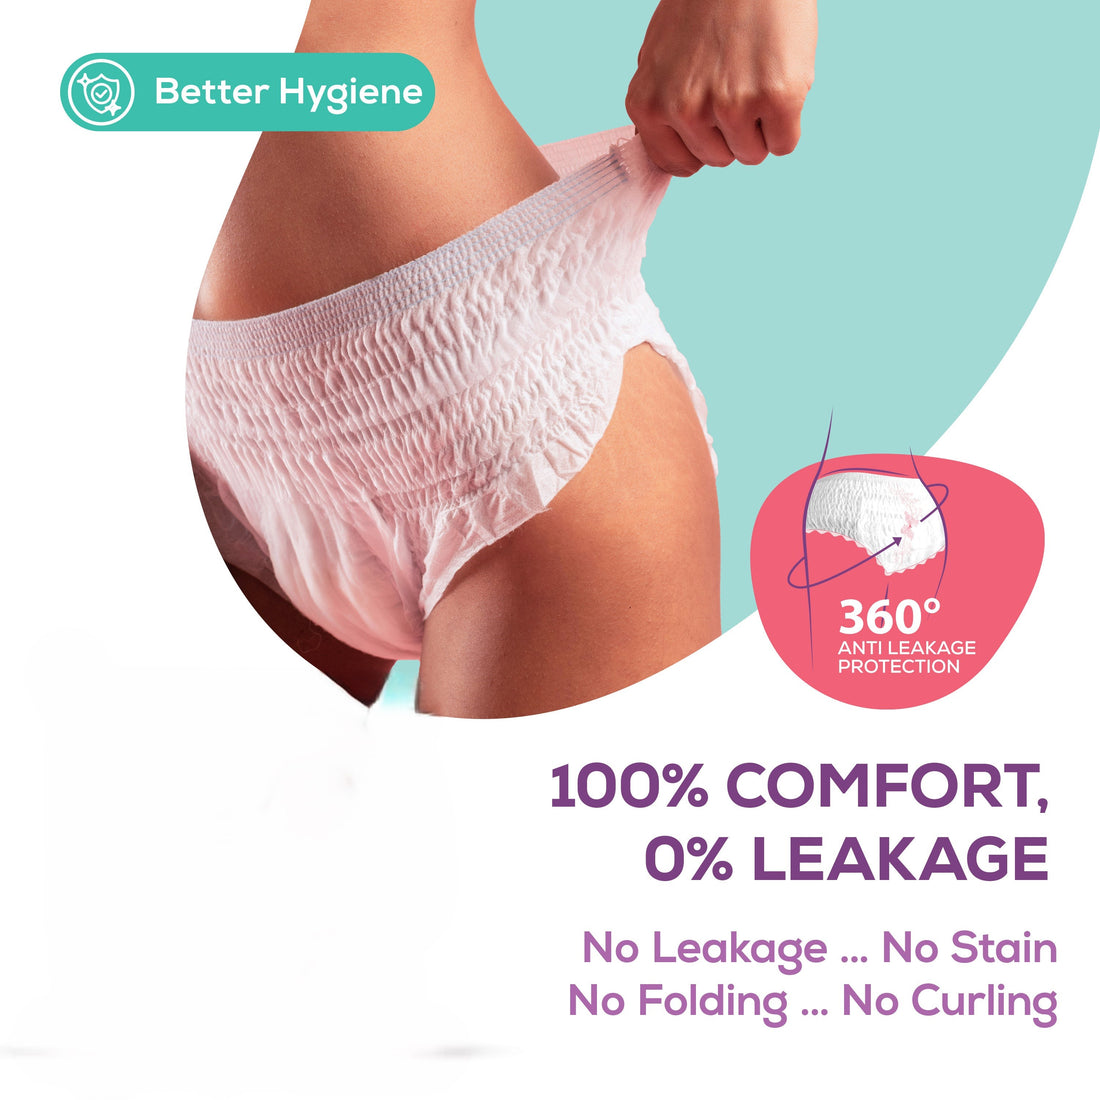 Better Hygiene
360°
ANTI LEAKAGE
PROTECTION
100% COMFORT,
0% LEAKAGE
No Leakage ... No Stain
No Folding ... No Curling